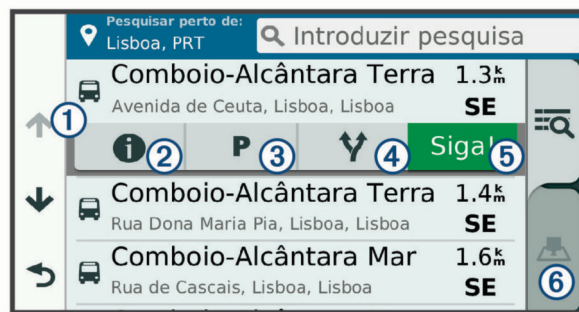 Pesquisar perto de:
Lisboa, PRT
Introduzir pesquisa
Comboio-Alcântara Terra 1.3km
Avenida de Ceuta, Lisboa, Lisboa SE
1
2
P 3
4
Siga! 5
Comboio-Alcântara Terra 1.4km
Rua Dona Maria Pia, Lisboa, Lisboa SE
Comboio-Alcântara Mar 1.6km
Rua de Cascais, Lisboa, Lisboa SE
6